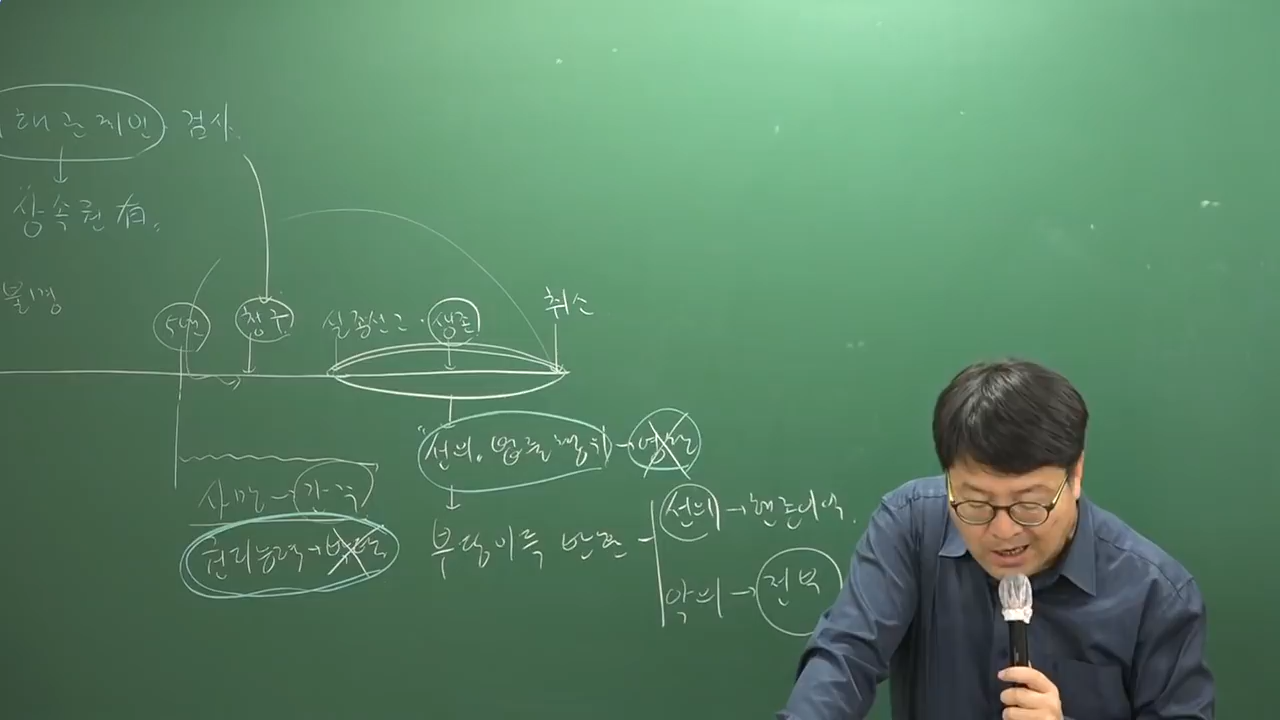 해관계인 검사.
상속권 有.
불명
5년 청구 실종선고. 생존 취소
선의. 법률행위 →
사망 → 간주
권리능력 →
부당이득 반환
선의 → 현존이익.
악의 → 전부